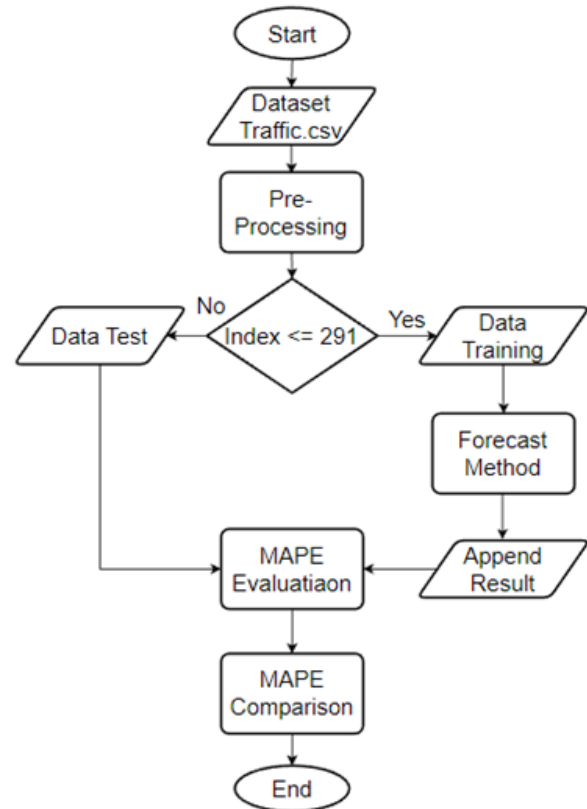 Start
Dataset
Traffic.csv
Pre-
Processing
No
Yes
Data Test
Index <= 291
Data
Training
Forecast
Method
MAPE
Evaluatiaon
Append
Result
MAPE
Comparison
End